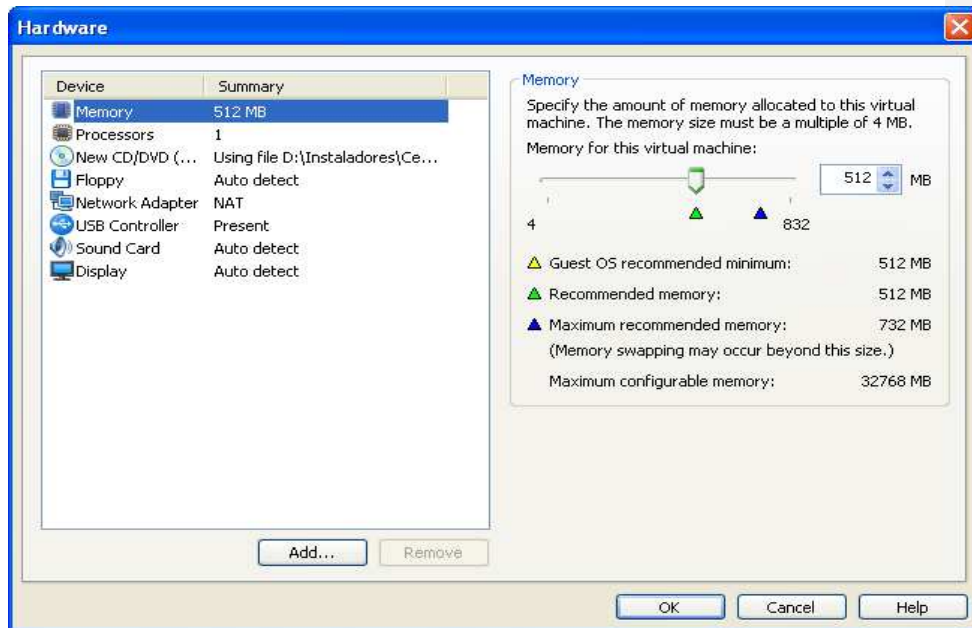 Hardware
Device Summary
Memory 512 MB
Processors 1
New CD/DVD (... Using file D:\Instaladores\Ce...
Floppy Auto detect
Network Adapter NAT
USB Controller Present
Sound Card Auto detect
Display Auto detect
Add... Remove
Memory
Specify the amount of memory allocated to this virtual
machine. The memory size must be a multiple of 4 MB.
Memory for this virtual machine:
512 MB
4 832
Guest OS recommended minimum: 512 MB
Recommended memory: 512 MB
Maximum recommended memory: 732 MB
(Memory swapping may occur beyond this size.)
Maximum configurable memory: 32768 MB
OK Cancel Help